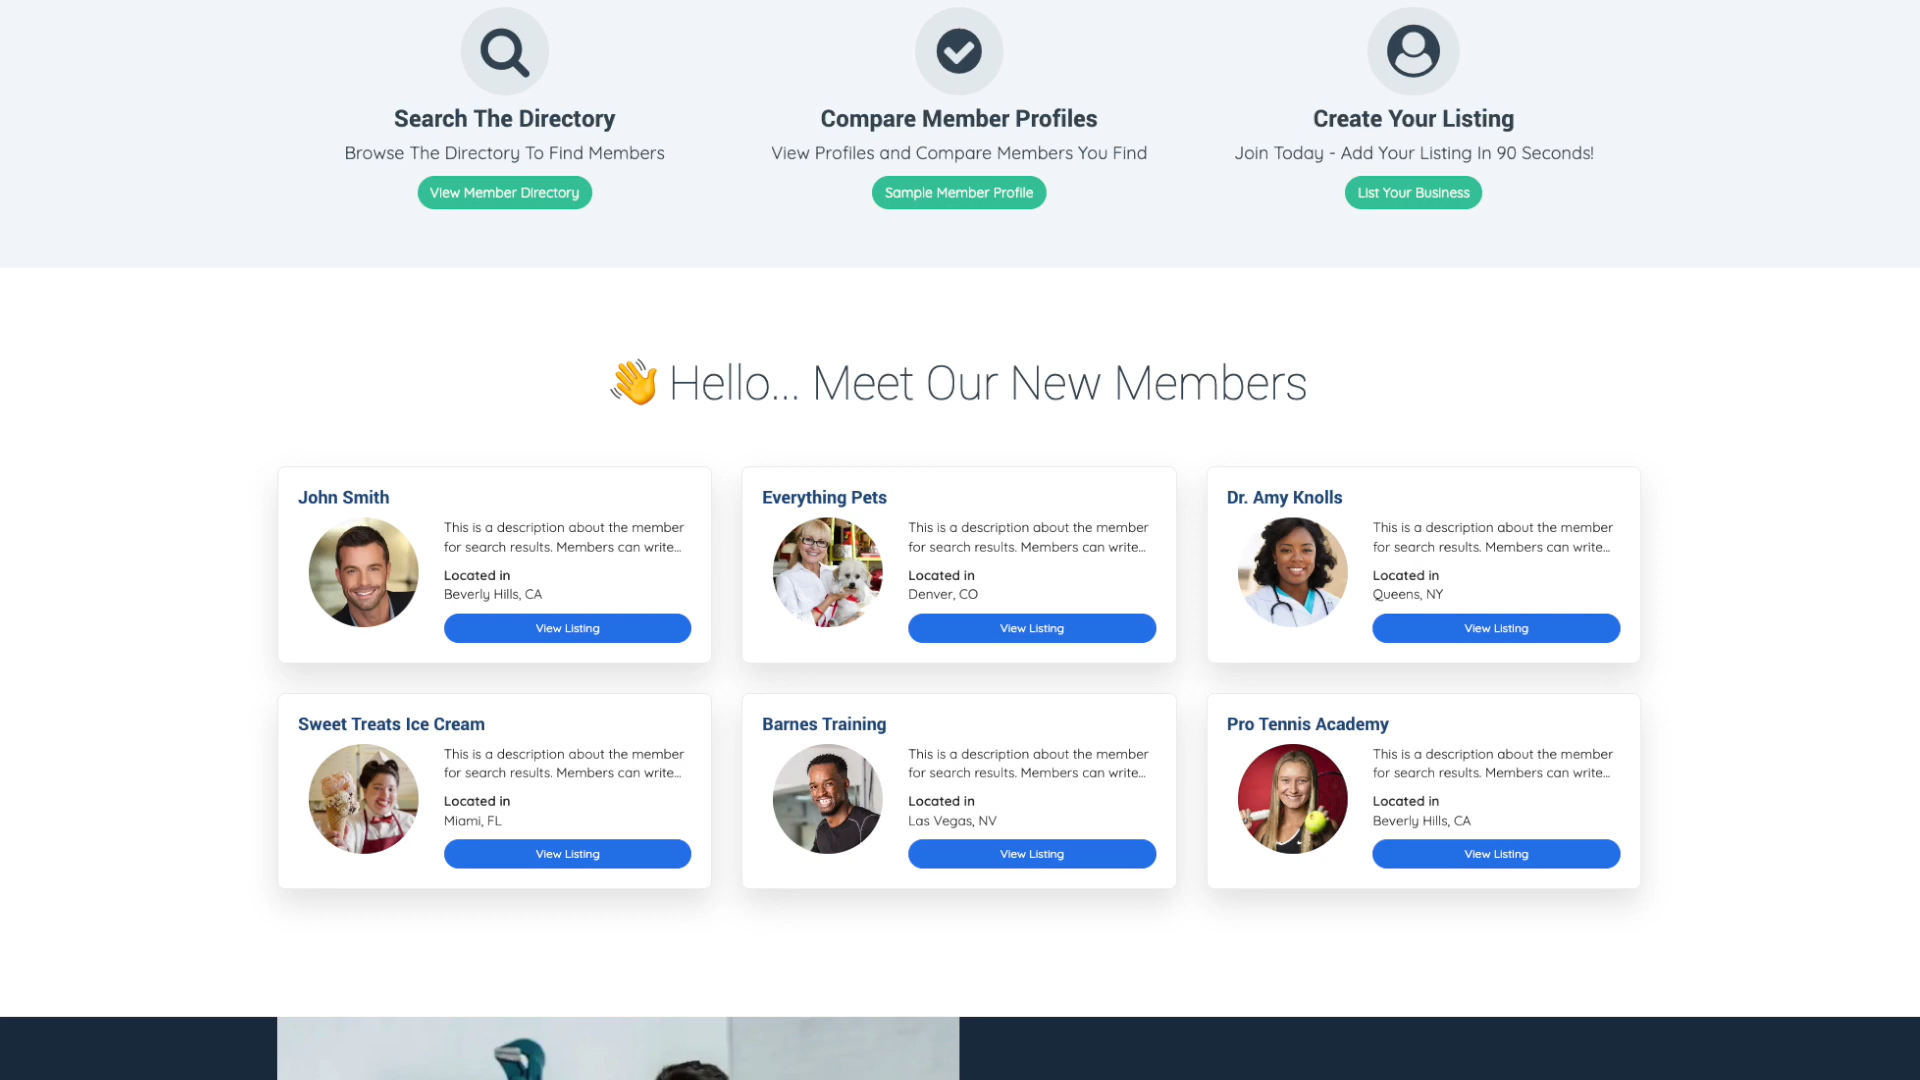 Search The Directory
Browse The Directory To Find Members
View Member Directory
Compare Member Profiles
View Profiles and Compare Members You Find
Sample Member Profile
Create Your Listing
Join Today - Add Your Listing In 90 Seconds!
List Your Business
👋 Hello... Meet Our New Members
John Smith
This is a description about the member
for search results. Members can write...
Located in
Beverly Hills, CA
View Listing
Everything Pets
This is a description about the member
for search results. Members can write...
Located in
Denver, CO
View Listing
Dr. Amy Knolls
This is a description about the member
for search results. Members can write...
Located in
Queens, NY
View Listing
Sweet Treats Ice Cream
This is a description about the member
for search results. Members can write...
Located in
Miami, FL
View Listing
Barnes Training
This is a description about the member
for search results. Members can write...
Located in
Las Vegas, NV
View Listing
Pro Tennis Academy
This is a description about the member
for search results. Members can write...
Located in
Beverly Hills, CA
View Listing